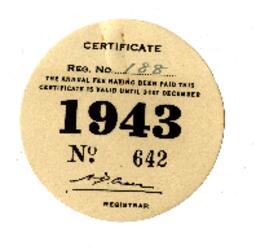 CERTIFICATE
REG. NO. 188
THE ANNUAL FEE HAVING BEEN PAID THIS
CERTIFICATE IS VALID UNTIL 31ST DECEMBER
1943
No 642
REGISTRAR